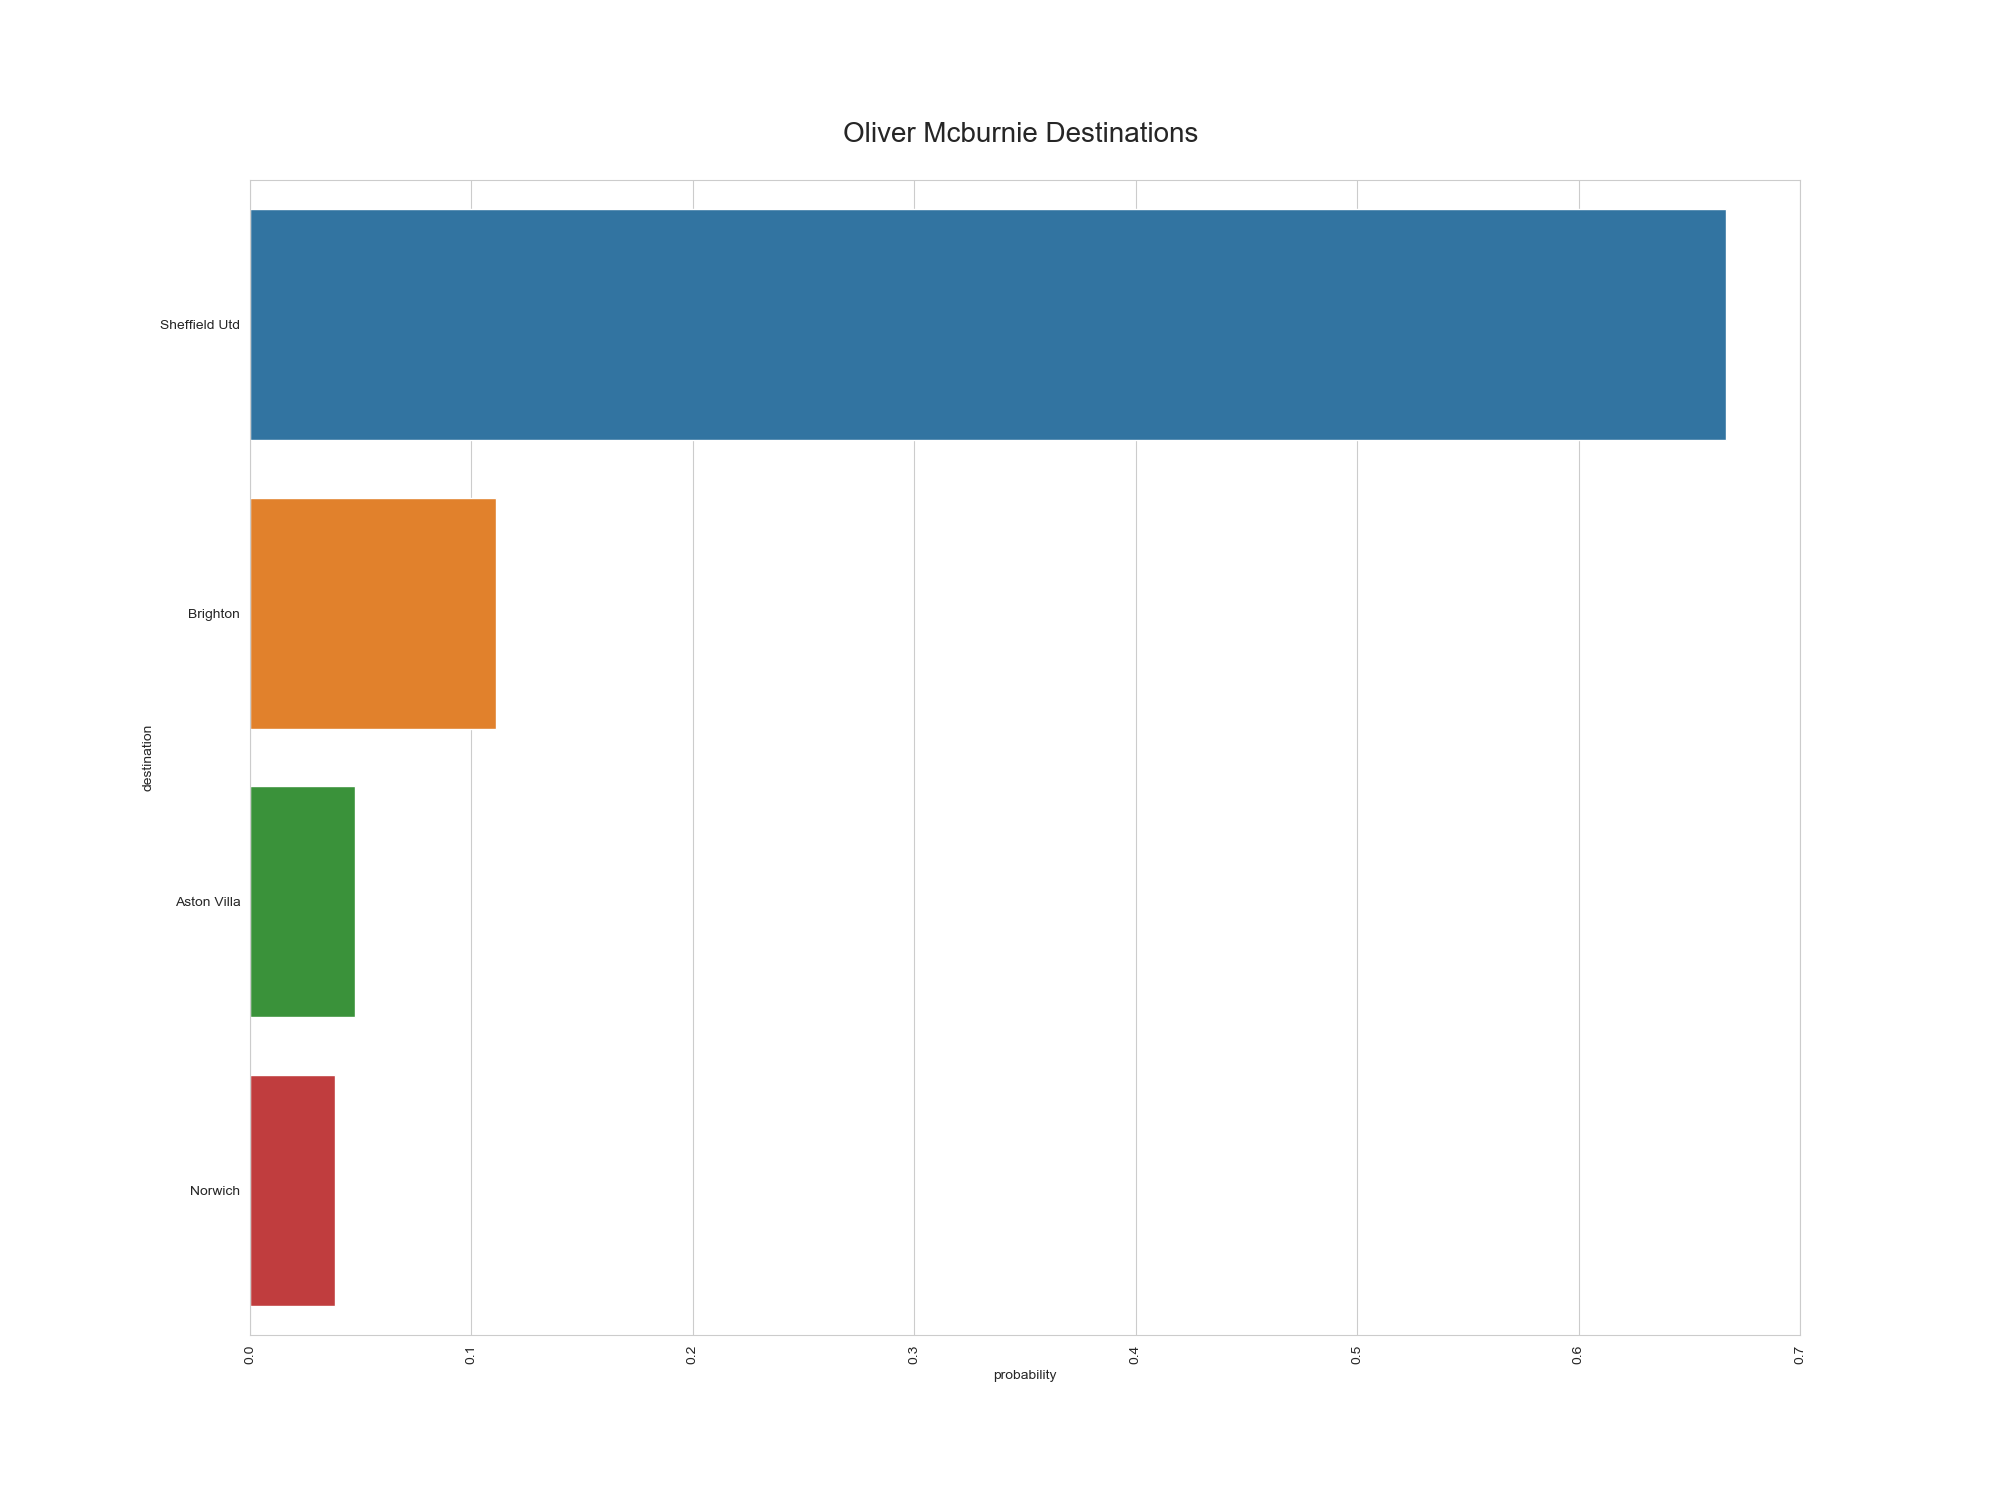 Oliver Mcburnie Destinations
Sheffield Utd
Brighton
destination
Aston Villa
Norwich
0.0
0.1
0.2
0.3
0.4
0.5
0.6
0.7
probability